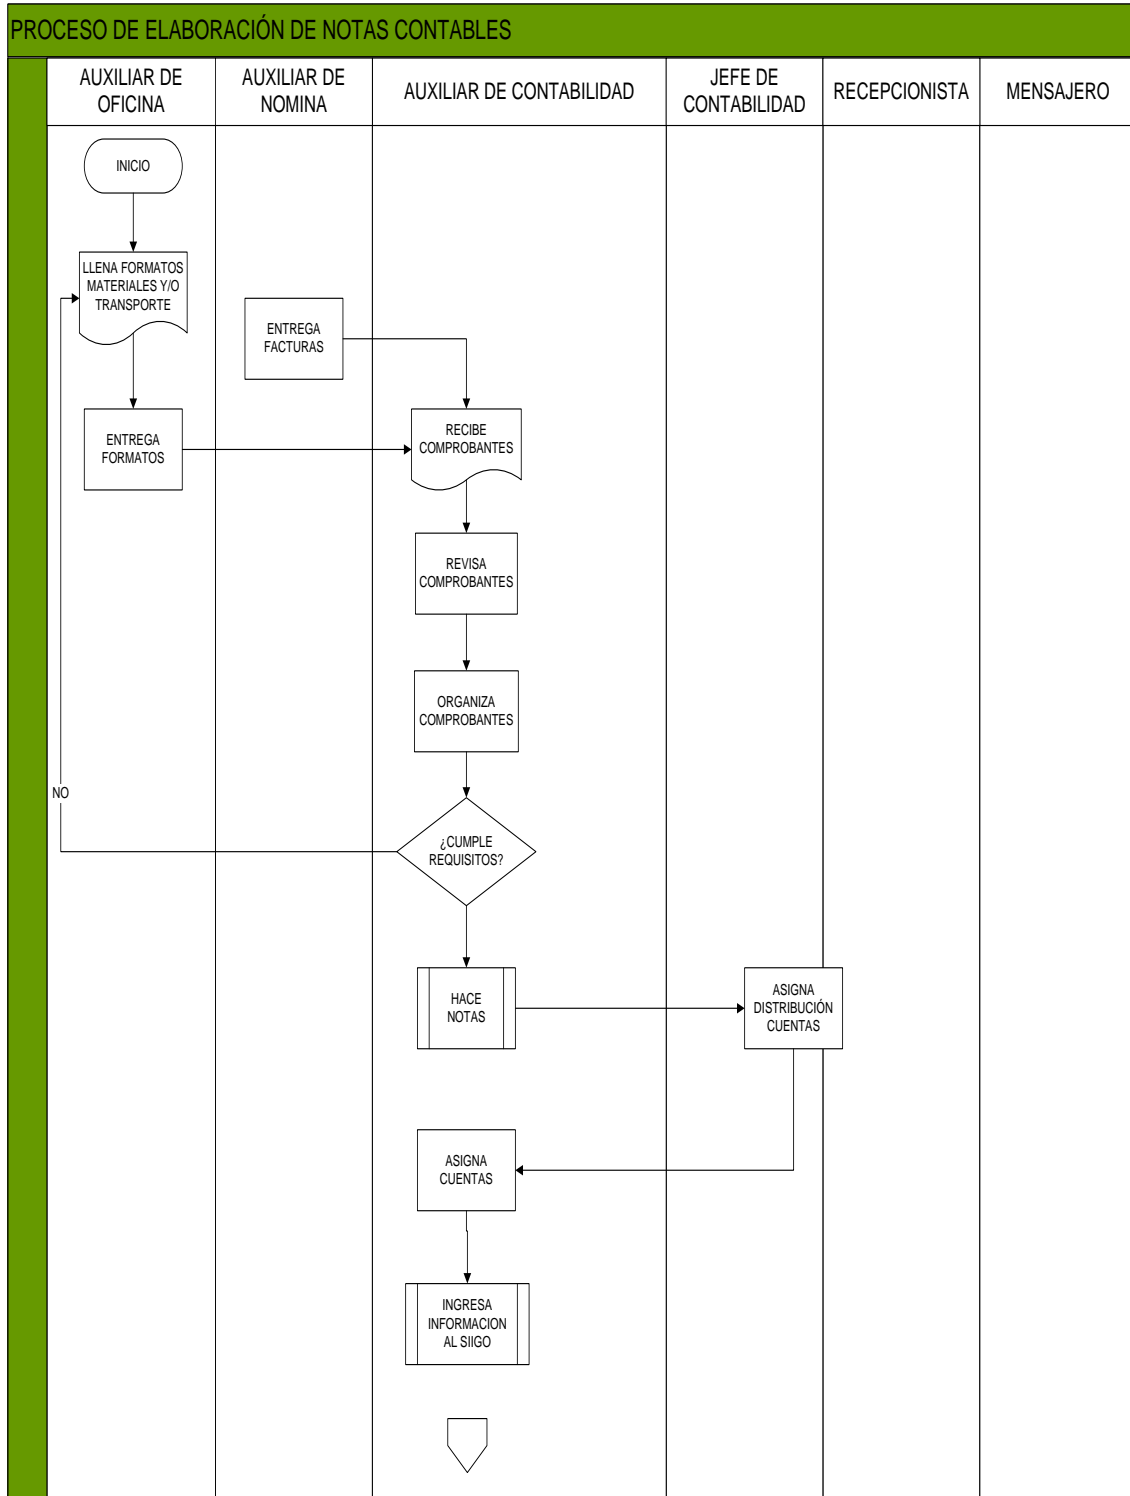 PROCESO DE ELABORACIÓN DE NOTAS CONTABLES
AUXILIAR DE
OFICINA
AUXILIAR DE
NOMINA
AUXILIAR DE CONTABILIDAD
JEFE DE
CONTABILIDAD
RECEPCIONISTA
MENSAJERO
INICIO
LLENA FORMATOS
MATERIALES Y/O
TRANSPORTE
ENTREGA
FACTURAS
ENTREGA
FORMATOS
RECIBE
COMPROBANTES
REVISA
COMPROBANTES
ORGANIZA
COMPROBANTES
NO
¿CUMPLE
REQUISITOS?
HACE
NOTAS
ASIGNA
DISTRIBUCIÓN
CUENTAS
ASIGNA
CUENTAS
INGRESA
INFORMACION
AL SIIGO